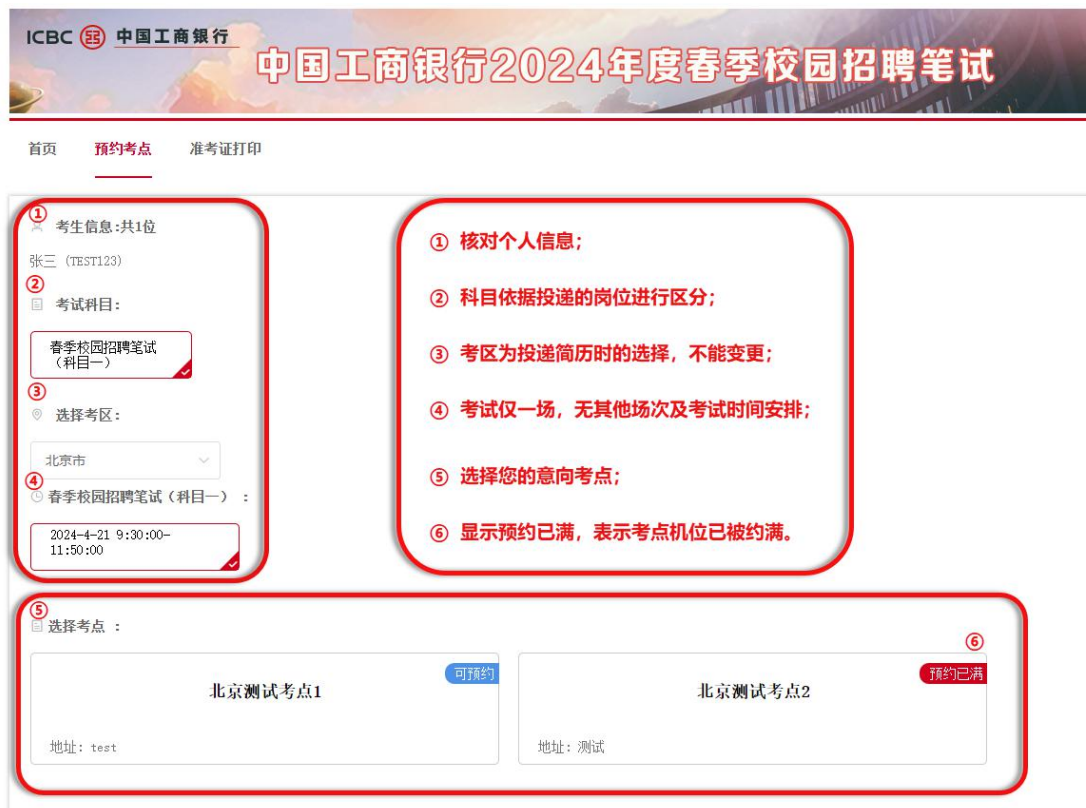 ICBC 中国工商银行
中国工商银行2024年度春季校园招聘笔试
首页 预约考点 准考证打印
①
考生信息:共1位
张三（TEST123）
②
考试科目：
春季校园招聘笔试
（科目一）
③
选择考区：
北京市
④
春季校园招聘笔试（科目一） ：
2024-4-21 9:30:00-
11:50:00
① 核对个人信息；
② 科目依据投递的岗位进行区分；
③ 考区为投递简历时的选择，不能变更；
④ 考试仅一场，无其他场次及考试时间安排；
⑤ 选择您的意向考点；
⑥ 显示预约已满，表示考点机位已被约满。
⑤
选择考点 ：
⑥
可预约
北京测试考点1
地址：test
预约已满
北京测试考点2
地址：测试